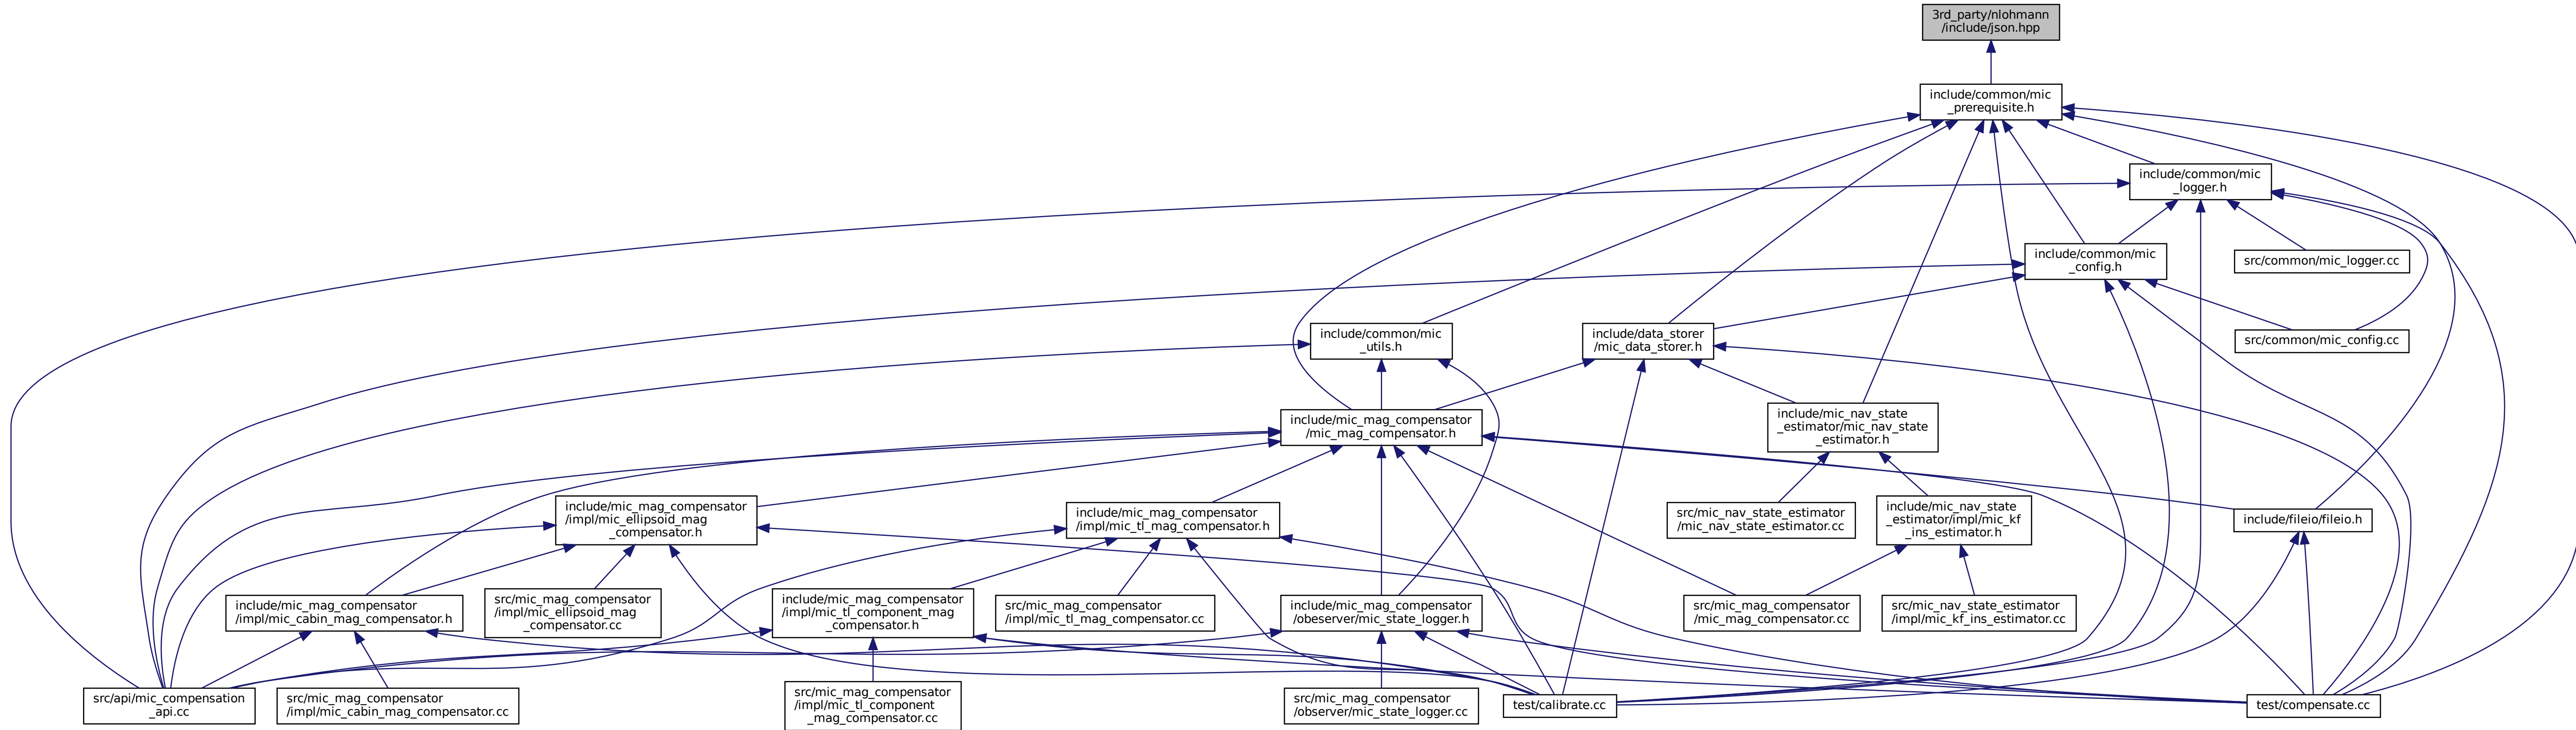 3rd_party/nlohmann
/include/json.hpp
include/common/mic
_prerequisite.h
include/common/mic
_logger.h
include/common/mic
_config.h
src/common/mic_logger.cc
include/common/mic
_utils.h
include/data_storer
/mic_data_storer.h
src/common/mic_config.cc
include/mic_mag_compensator
/mic_mag_compensator.h
include/mic_nav_state
_estimator/mic_nav_state
_estimator.h
include/mic_mag_compensator
/impl/mic_ellipsoid_mag
_compensator.h
include/mic_mag_compensator
/impl/mic_tl_mag_compensator.h
src/mic_nav_state_estimator
/mic_nav_state_estimator.cc
include/mic_nav_state
_estimator/impl/mic_kf
_ins_estimator.h
include/fileio/fileio.h
include/mic_mag_compensator
/impl/mic_cabin_mag_compensator.h
src/mic_mag_compensator
/impl/mic_ellipsoid_mag
_compensator.cc
include/mic_mag_compensator
/impl/mic_tl_component_mag
_compensator.h
src/mic_mag_compensator
/impl/mic_tl_mag_compensator.cc
include/mic_mag_compensator
/obeserver/mic_state_logger.h
src/mic_mag_compensator
/mic_mag_compensator.cc
src/mic_nav_state_estimator
/impl/mic_kf_ins_estimator.cc
src/api/mic_compensation
_api.cc
src/mic_mag_compensator
/impl/mic_cabin_mag_compensator.cc
src/mic_mag_compensator
/impl/mic_tl_component
_mag_compensator.cc
src/mic_mag_compensator
/observer/mic_state_logger.cc
test/calibrate.cc
test/compensate.cc